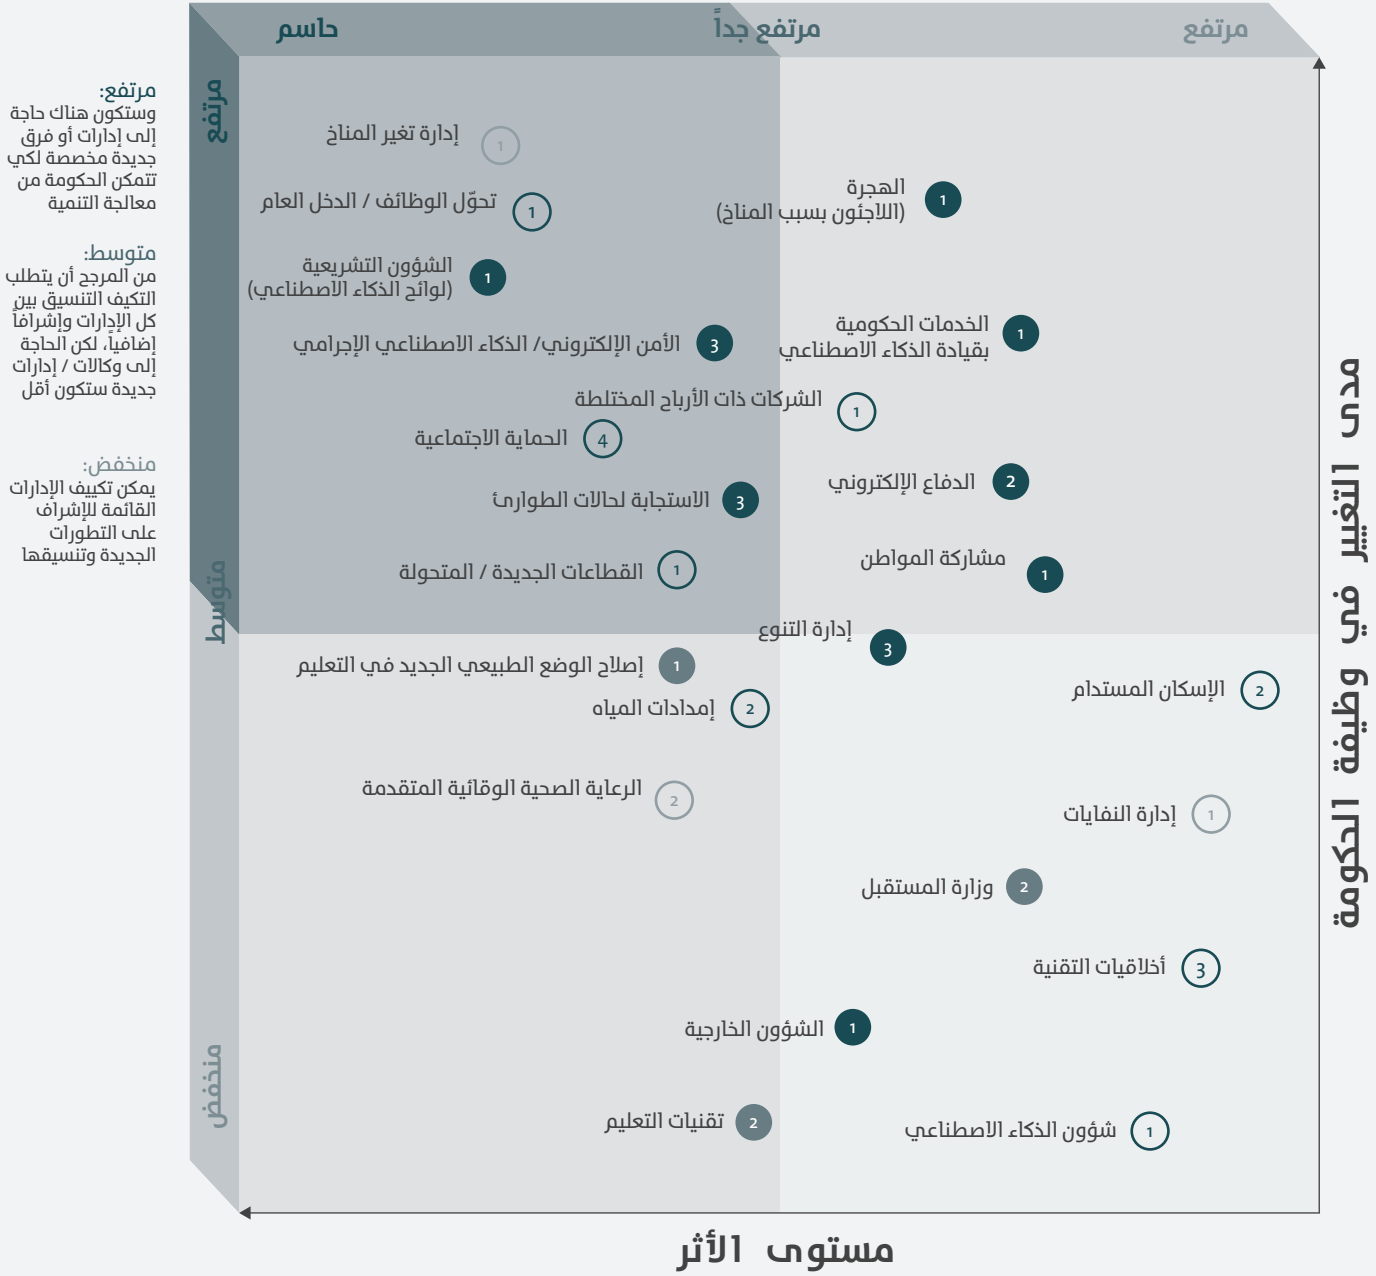 مرتفع
مرتفع جداً
حاسم
مرتفع
متوسط
منخفض
مرتفع:
وستكون هناك حاجة
إلى إدارات أو فرق
جديدة مخصصة لكي
تتمكن الحكومة من
معالجة التنمية
متوسط:
من المرجح أن يتطلب
التكيف التنسيق بين
كل الإدارات وإشرافاً
إضافياً، لكن الحاجة
إلى وكالات / إدارات
جديدة ستكون أقل
منخفض:
يمكن تكييف الإدارات
القائمة للإشراف
على التطورات
الجديدة وتنسيقها
1 إدارة تغير المناخ
1 تحوّل الوظائف / الدخل العام
1 الهجرة
(اللاجئون بسبب المناخ)
1 الشؤون التشريعية
(لوائح الذكاء الاصطناعي)
1 الخدمات الحكومية
بقيادة الذكاء الاصطناعي
3 الأمن الإلكتروني/ الذكاء الاصطناعي الإجرامي
1 الشركات ذات الأرباح المختلطة
4 الحماية الاجتماعية
2 الدفاع الإلكتروني
3 الاستجابة لحالات الطوارئ
1 مشاركة المواطن
1 القطاعات الجديدة / المتحولة
3 إدارة التنوع
1 إصلاح الوضع الطبيعي الجديد في التعليم
2 الإسكان المستدام
2 إمدادات المياه
2 الرعاية الصحية الوقائية المتقدمة
1 إدارة النفايات
2 وزارة المستقبل
3 أخلاقيات التقنية
1 الشؤون الخارجية
2 تقنيات التعليم
1 شؤون الذكاء الاصطناعي
مدى التغيير في وظيفة الحكومة
مستوى الأثر